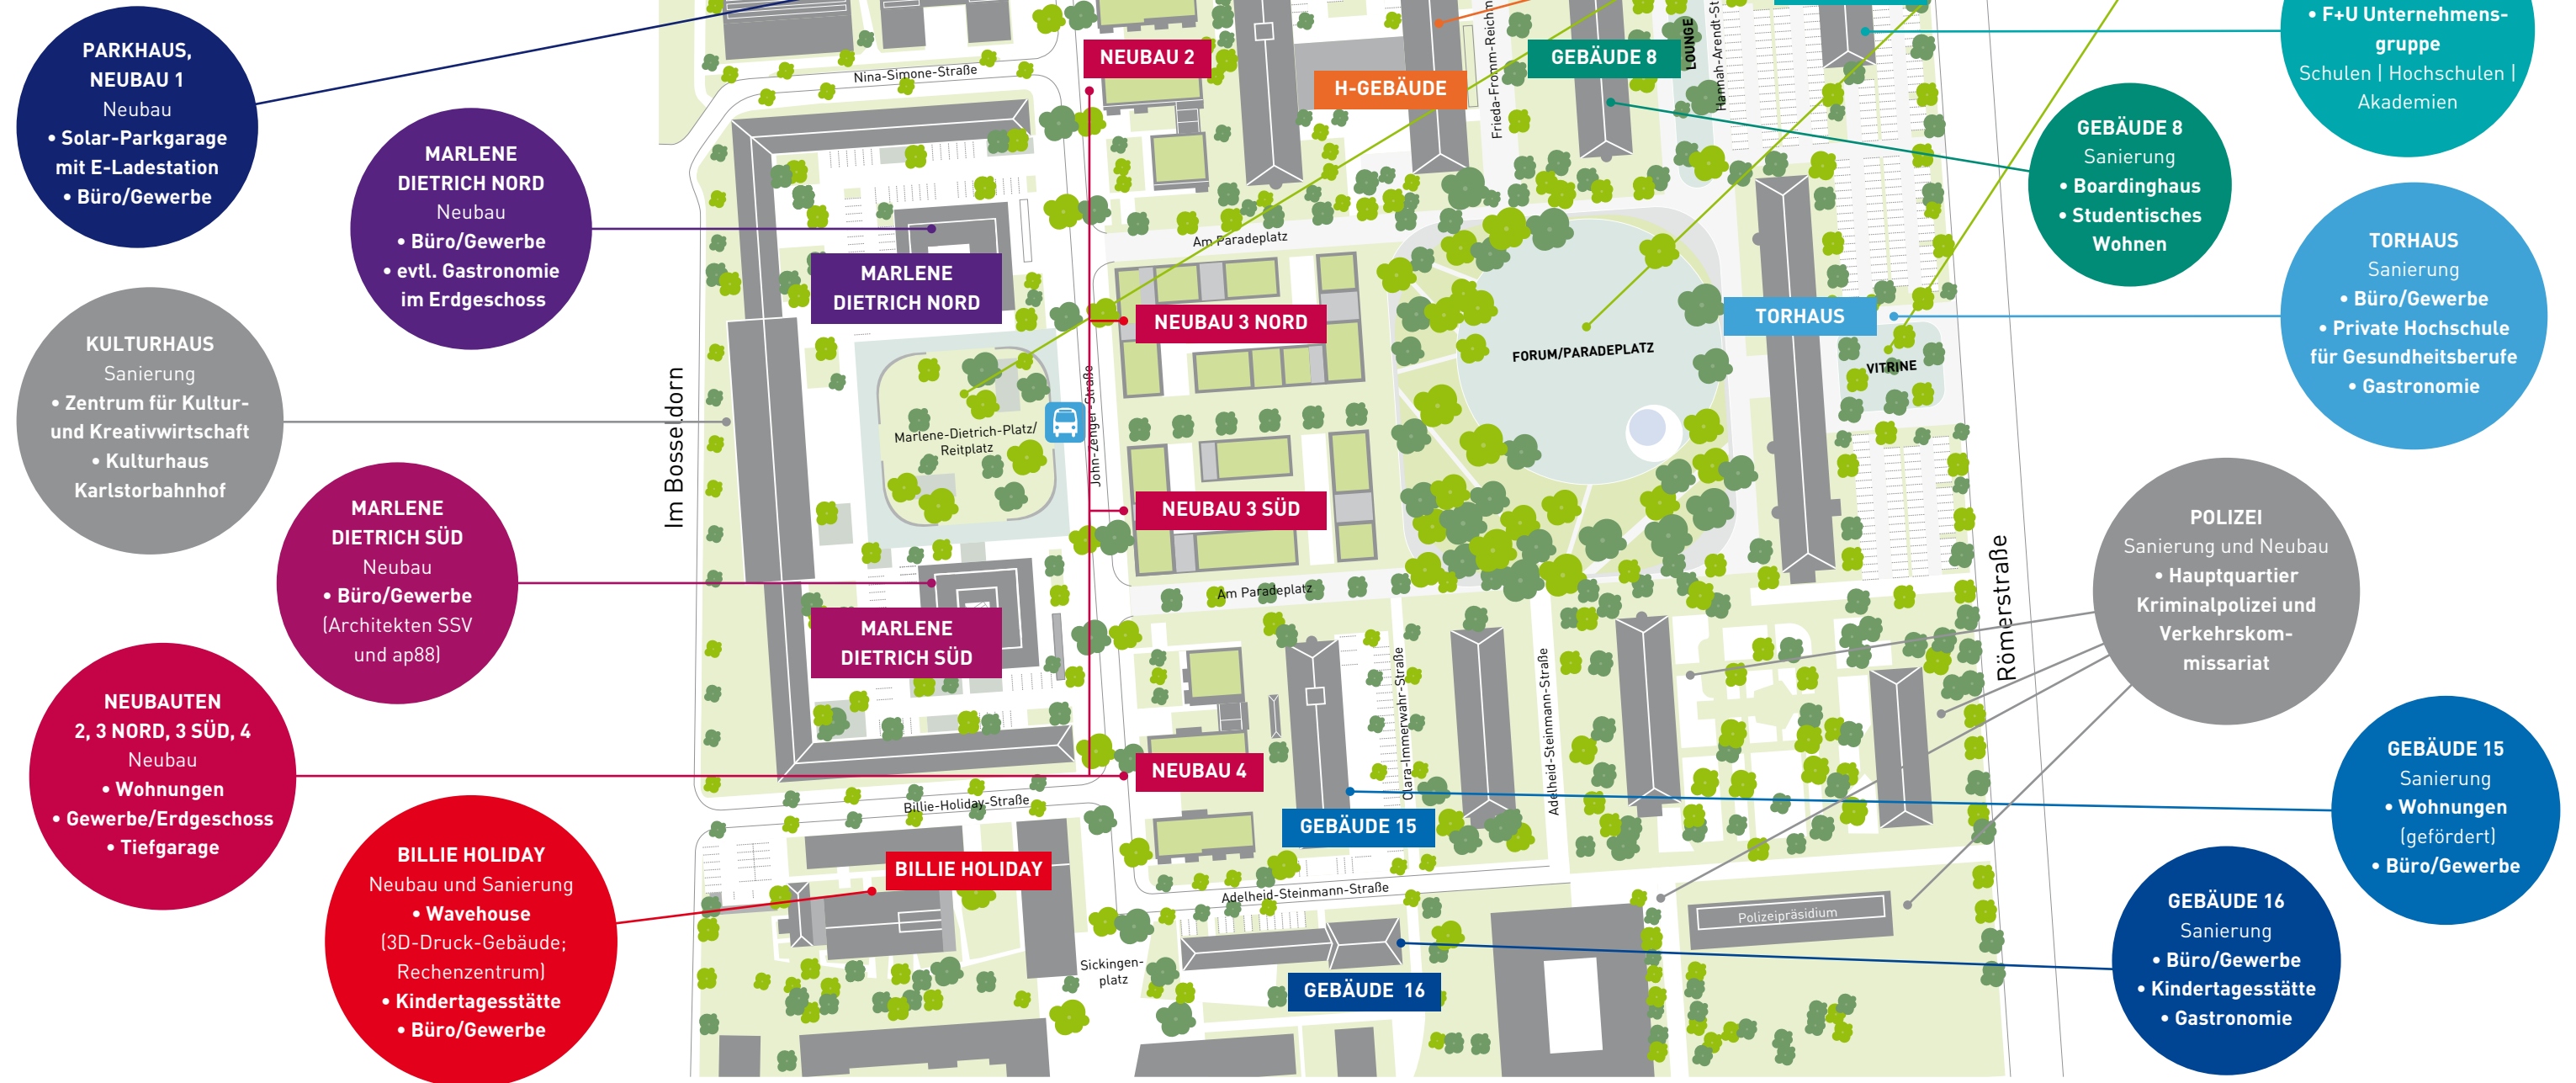 PARKHAUS,
NEUBAU 1
Neubau
• Solar-Parkgarage
mit E-Ladestation
• Büro/Gewerbe
MARLENE
DIETRICH NORD
Neubau
• Büro/Gewerbe
• evtl. Gastronomie
im Erdgeschoss
KULTURHAUS
Sanierung
• Zentrum für Kultur-
und Kreativwirtschaft
• Kulturhaus
Karlstorbahnhof
MARLENE
DIETRICH SÜD
Neubau
• Büro/Gewerbe
(Architekten SSV
und ap88)
NEUBAUTEN
2, 3 NORD, 3 SÜD, 4
Neubau
• Wohnungen
• Gewerbe/Erdgeschoss
• Tiefgarage
BILLIE HOLIDAY
Neubau und Sanierung
• Wavehouse
(3D-Druck-Gebäude;
Rechenzentrum)
• Kindertagesstätte
• Büro/Gewerbe
Im Bosseldorn
Nina-Simone-Straße
NEUBAU 2
H-GEBÄUDE
Frieda-Fromm-Reichm
GEBÄUDE 8
LOUNGE
Hannah-Arendt-St
Am Paradeplatz
MARLENE
DIETRICH NORD
NEUBAU 3 NORD
TORHAUS
FORUM/PARADEPLATZ
VITRINE
Marlene-Dietrich-Platz/
Reitplatz
John-Zenger-Straße
NEUBAU 3 SÜD
Am Paradeplatz
MARLENE
DIETRICH SÜD
Clara-Immerwahr-Straße
Adelheid-Steinmann-Straße
Römerstraße
NEUBAU 4
Billie-Holiday-Straße
GEBÄUDE 15
BILLIE HOLIDAY
Adelheid-Steinmann-Straße
Polizeipräsidium
Sickingen-
platz
GEBÄUDE 16
• F+U Unternehmens-
gruppe
Schulen | Hochschulen |
Akademien
GEBÄUDE 8
Sanierung
• Boardinghaus
• Studentisches
Wohnen
TORHAUS
Sanierung
• Büro/Gewerbe
• Private Hochschule
für Gesundheitsberufe
• Gastronomie
POLIZEI
Sanierung und Neubau
• Hauptquartier
Kriminalpolizei und
Verkehrskom-
missariat
GEBÄUDE 15
Sanierung
• Wohnungen
(gefördert)
• Büro/Gewerbe
GEBÄUDE 16
Sanierung
• Büro/Gewerbe
• Kindertagesstätte
• Gastronomie